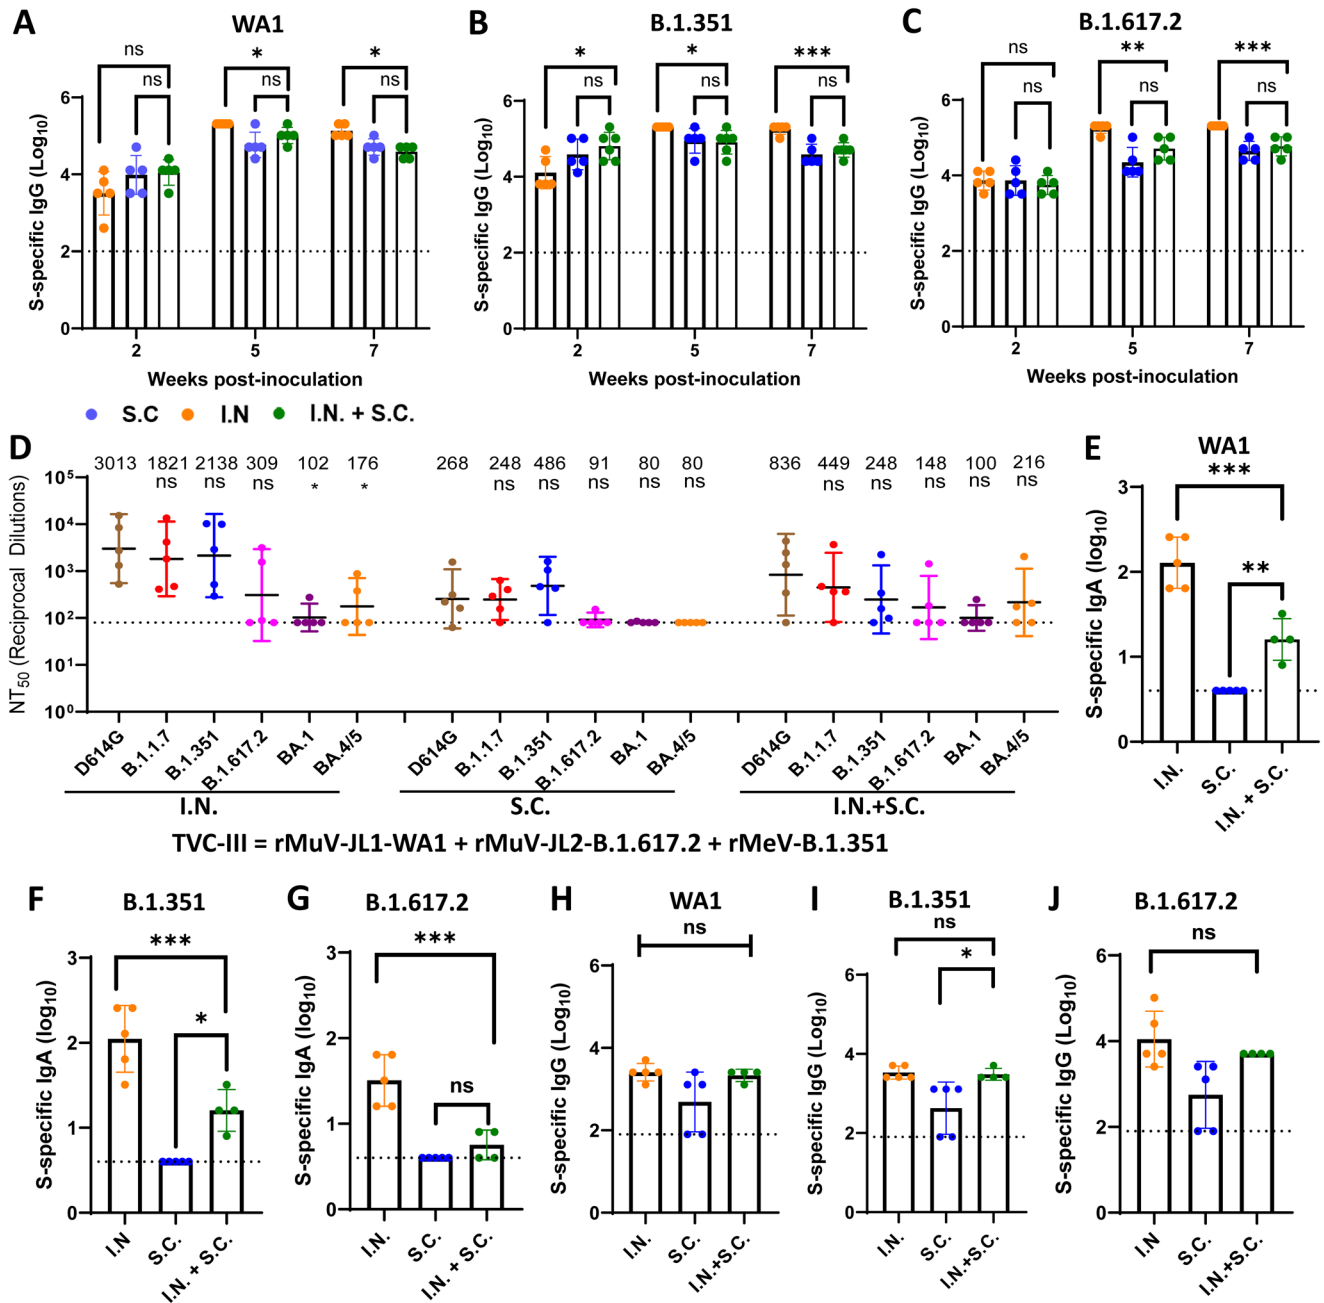 A
WA1
ns
*
*
ns
ns
ns
S-specific IgG (Log10)
6
4
2
0
2
5
7
Weeks post-inoculation
B
B.1.351
*
*
***
ns
ns
ns
S-specific IgG (Log10)
6
4
2
0
2
5
7
Weeks post-inoculation
C
B.1.617.2
ns
**
***
ns
ns
ns
S-specific IgG (Log10)
6
4
2
0
2
5
7
Weeks post-inoculation
S.C
I.N
I.N. + S.C.
D
3013 1821 2138 309 102 176 268 248 486 91 80 80 836 449 248 148 100 216
ns ns ns * * ns ns ns ns ns ns ns ns ns ns
NT50 (Reciprocal Dilutions)
10⁵
10⁴
10³
10²
10¹
10⁰
D614G B.1.1.7 B.1.351 B.1.617.2 BA.1 BA.4/5 D614G B.1.1.7 B.1.351 B.1.617.2 BA.1 BA.4/5 D614G B.1.1.7 B.1.351 B.1.617.2 BA.1 BA.4/5
I.N. S.C. I.N.+S.C.
TVC-III = rMuV-JL1-WA1 + rMuV-JL2-B.1.617.2 + rMeV-B.1.351
E
WA1
***
**
S-specific IgA (log10)
3
2
1
0
I.N.
S.C.
I.N. + S.C.
F
B.1.351
***
*
S-specific IgA (log10)
3
2
1
0
I.N
S.C.
I.N. + S.C.
G
B.1.617.2
***
ns
S-specific IgA (log10)
3
2
1
0
I.N.
S.C.
I.N. + S.C.
H
WA1
ns
S-specific IgG (Log10)
6
4
2
0
I.N.
S.C.
I.N.+S.C.
I
B.1.351
ns
*
S-specific IgG (Log10)
6
4
2
0
I.N.
S.C.
I.N.+S.C.
J
B.1.617.2
ns
S-specific IgG (Log10)
6
4
2
0
I.N
S.C.
I.N.+S.C.